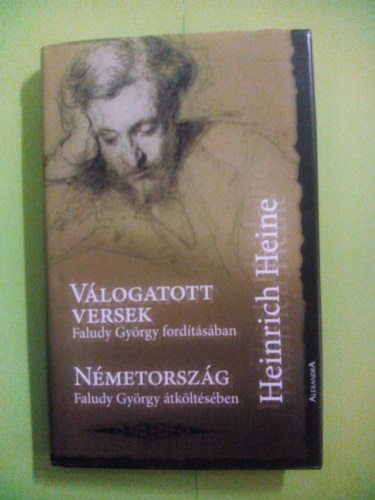 VÁLOGATOTT
VERSEK
Faludy György fordításában
NÉMETORSZÁG
Faludy György átköltésében
Heinrich Heine
ALEXANDRA